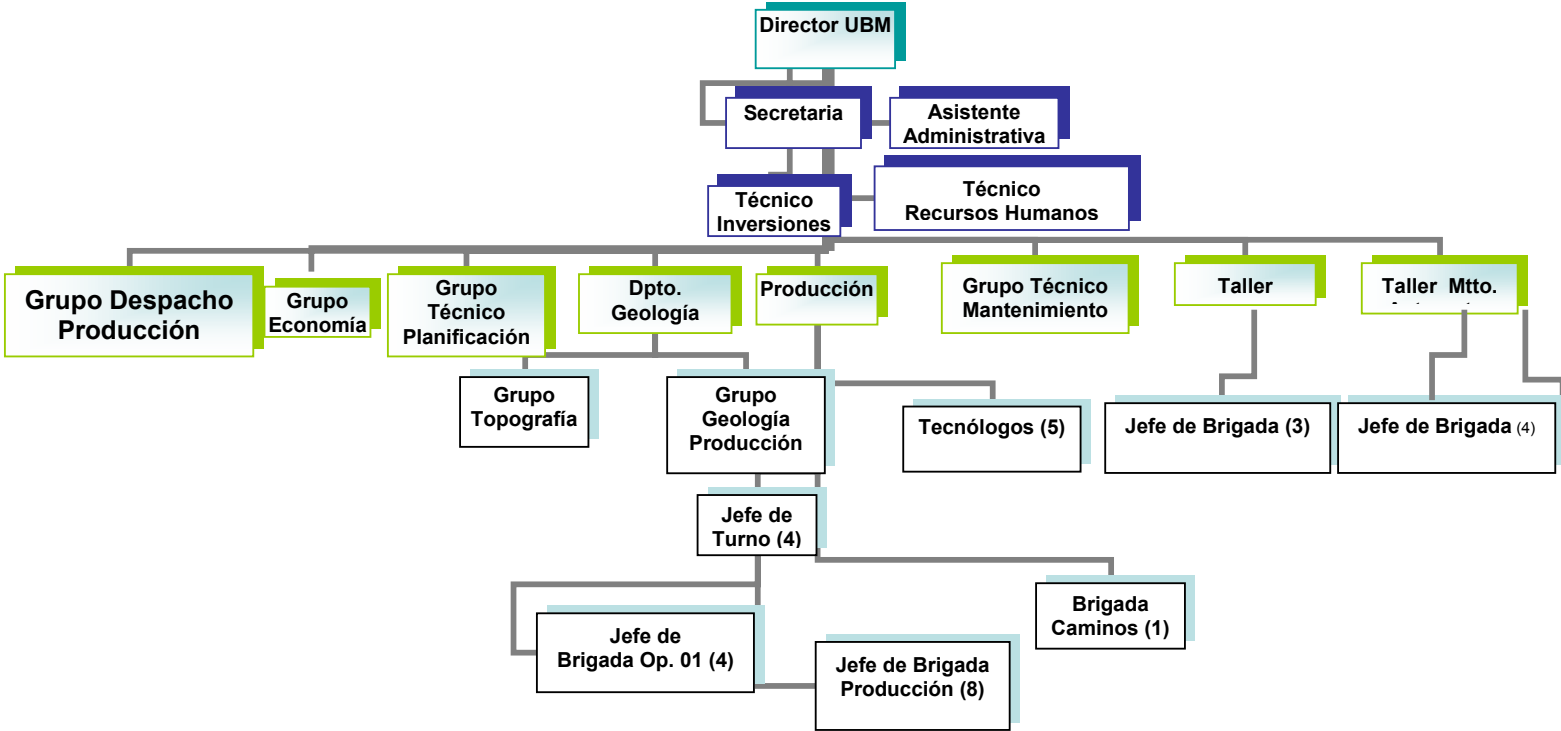 Director UBM
Secretaria
Asistente
Administrativa
Técnico
Inversiones
Técnico
Recursos Humanos
Grupo Despacho
Producción
Grupo
Economía
Grupo
Técnico
Planificación
Dpto.
Geología
Producción
Grupo Técnico
Mantenimiento
Taller
Taller Mtto.
Grupo
Topografía
Grupo
Geología
Producción
Tecnólogos (5)
Jefe de Brigada (3)
Jefe de Brigada (4)
Jefe de
Turno (4)
Brigada
Caminos (1)
Jefe de
Brigada Op. 01 (4)
Jefe de Brigada
Producción (8)